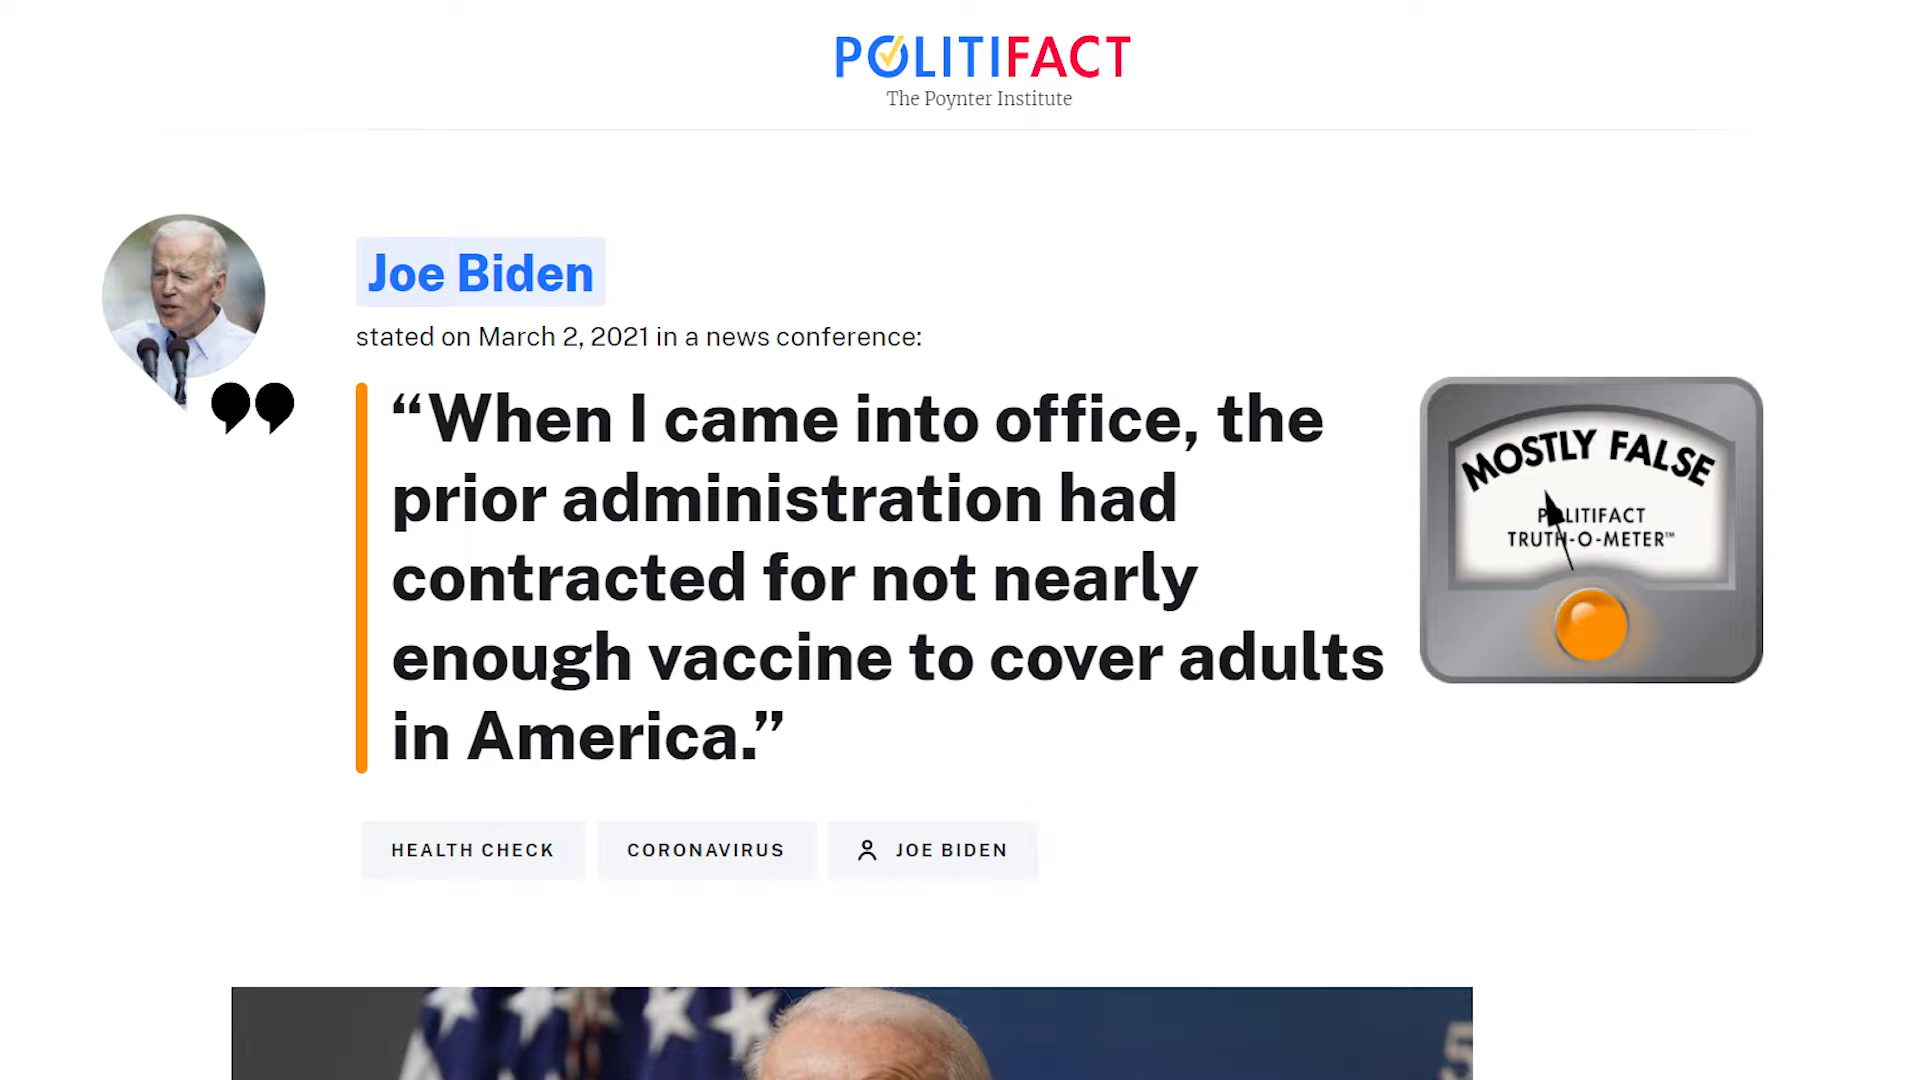 POLITIFACT
The Poynter Institute
Joe Biden
stated on March 2, 2021 in a news conference:
“When I came into office, the
prior administration had
contracted for not nearly
enough vaccine to cover adults
in America.”
MOSTLY FALSE
POLITIFACT
TRUTH-O-METER™
HEALTH CHECK
CORONAVIRUS
JOE BIDEN
5